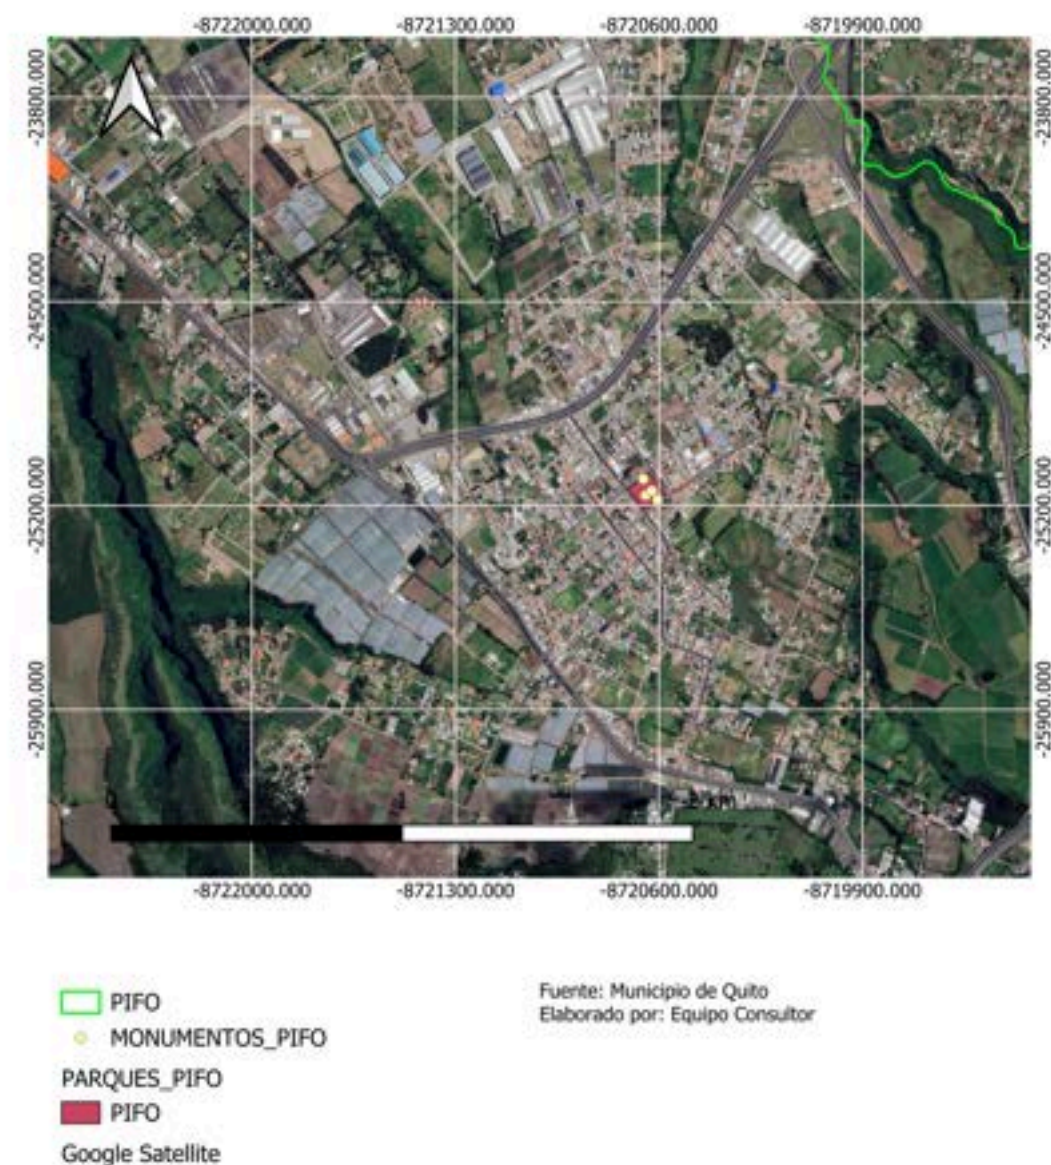 -8722000.000 -8721300.000 -8720600.000 -8719900.000
-23800.000 -23800.000
-24500.000 -24500.000
-25200.000 -25200.000
-25900.000 -25900.000
2 km
-8722000.000 -8721300.000 -8720600.000 -8719900.000
PIFO
MONUMENTOS_PIFO
PARQUES_PIFO
PIFO
Google Satellite
Fuente: Municipio de Quito
Elaborado por: Equipo Consultor